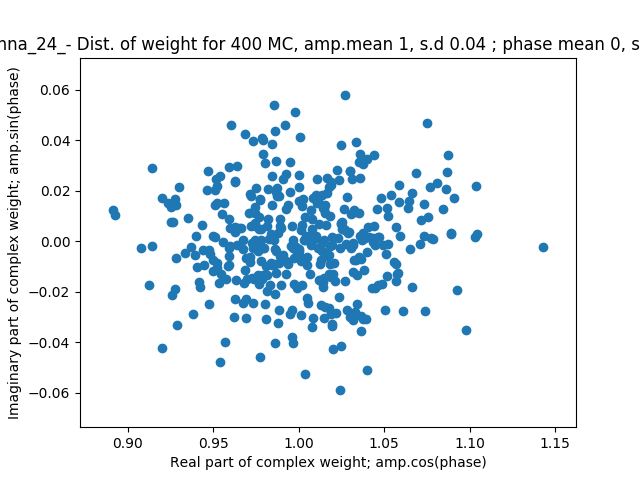 nna_24_- Dist. of weight for 400 MC, amp.mean 1, s.d 0.04 ; phase mean 0, s
Imaginary part of complex weight; amp.sin(phase)
0.06
0.04
0.02
0.00
−0.02
−0.04
−0.06
0.90 0.95 1.00 1.05 1.10 1.15
Real part of complex weight; amp.cos(phase)